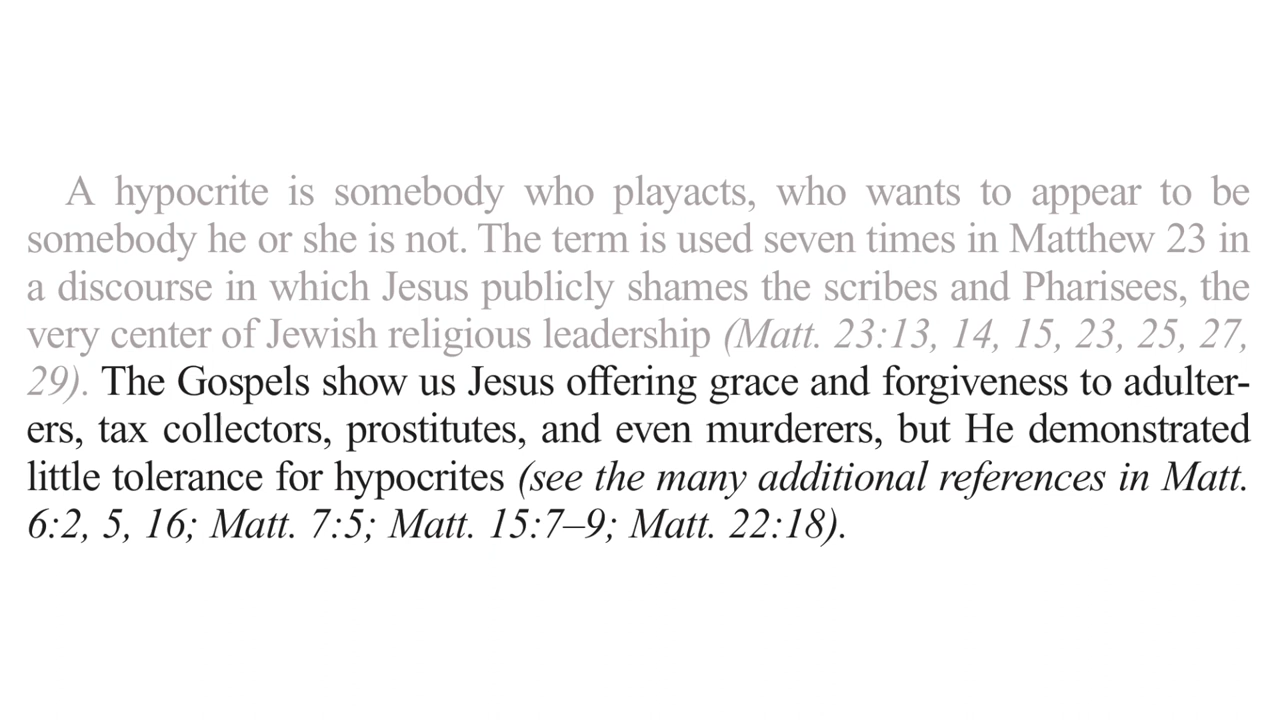 A hypocrite is somebody who playacts, who wants to appear to be
somebody he or she is not. The term is used seven times in Matthew 23 in
a discourse in which Jesus publicly shames the scribes and Pharisees, the
very center of Jewish religious leadership (Matt. 23:13, 14, 15, 23, 25, 27,
29). The Gospels show us Jesus offering grace and forgiveness to adulter-
ers, tax collectors, prostitutes, and even murderers, but He demonstrated
little tolerance for hypocrites (see the many additional references in Matt.
6:2, 5, 16; Matt. 7:5; Matt. 15:7–9; Matt. 22:18).